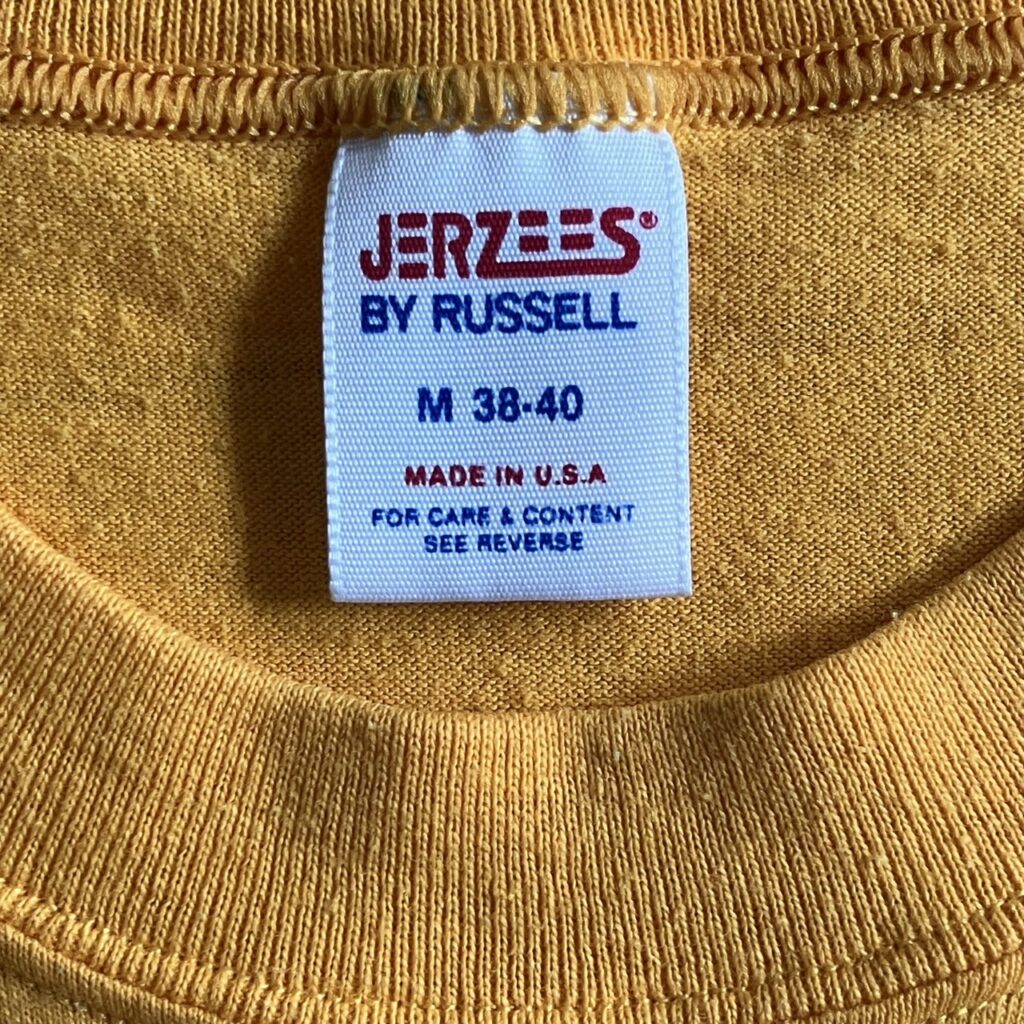 JERZEES®
BY RUSSELL
M 38-40
MADE IN U.S.A
FOR CARE & CONTENT
SEE REVERSE